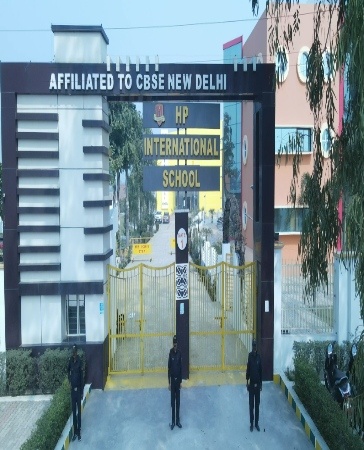 AFFILIATED TO CBSE NEW DELHI
HP
INTERNATIONAL
SCHOOL